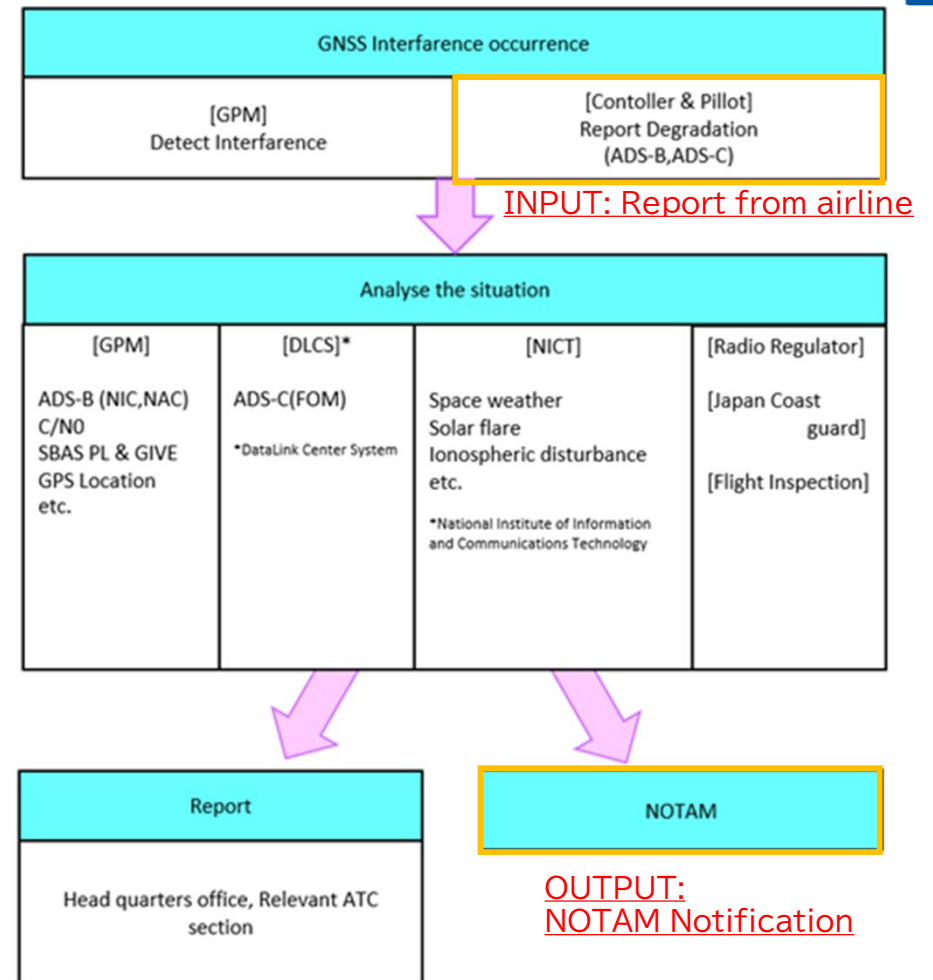 GNSS Interfarence occurrence
[GPM]
Detect Interfarence
[Contoller & Pillot]
Report Degradation
(ADS-B,ADS-C)
INPUT: Report from airline
Analyse the situation
[GPM]
ADS-B (NIC,NAC)
C/N0
SBAS PL & GIVE
GPS Location
etc.
[DLCS]*
ADS-C(FOM)
*DataLink Center System
[NICT]
Space weather
Solar flare
Ionospheric disturbance
etc.
*National Institute of Information
and Communications Technology
[Radio Regulator]
[Japan Coast
guard]
[Flight Inspection]
Report
Head quarters office, Relevant ATC
section
NOTAM
OUTPUT:
NOTAM Notification